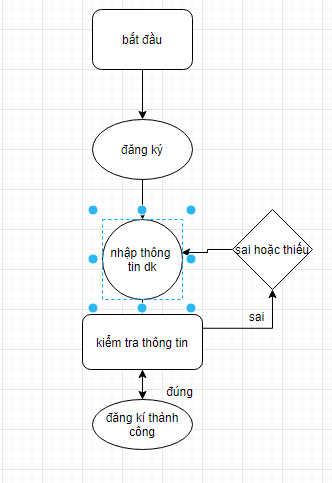 bắt đầu
đăng ký
nhập thông
tin dk
sai hoặc thiếu
kiểm tra thông tin
sai
đúng
đăng kí thành
công